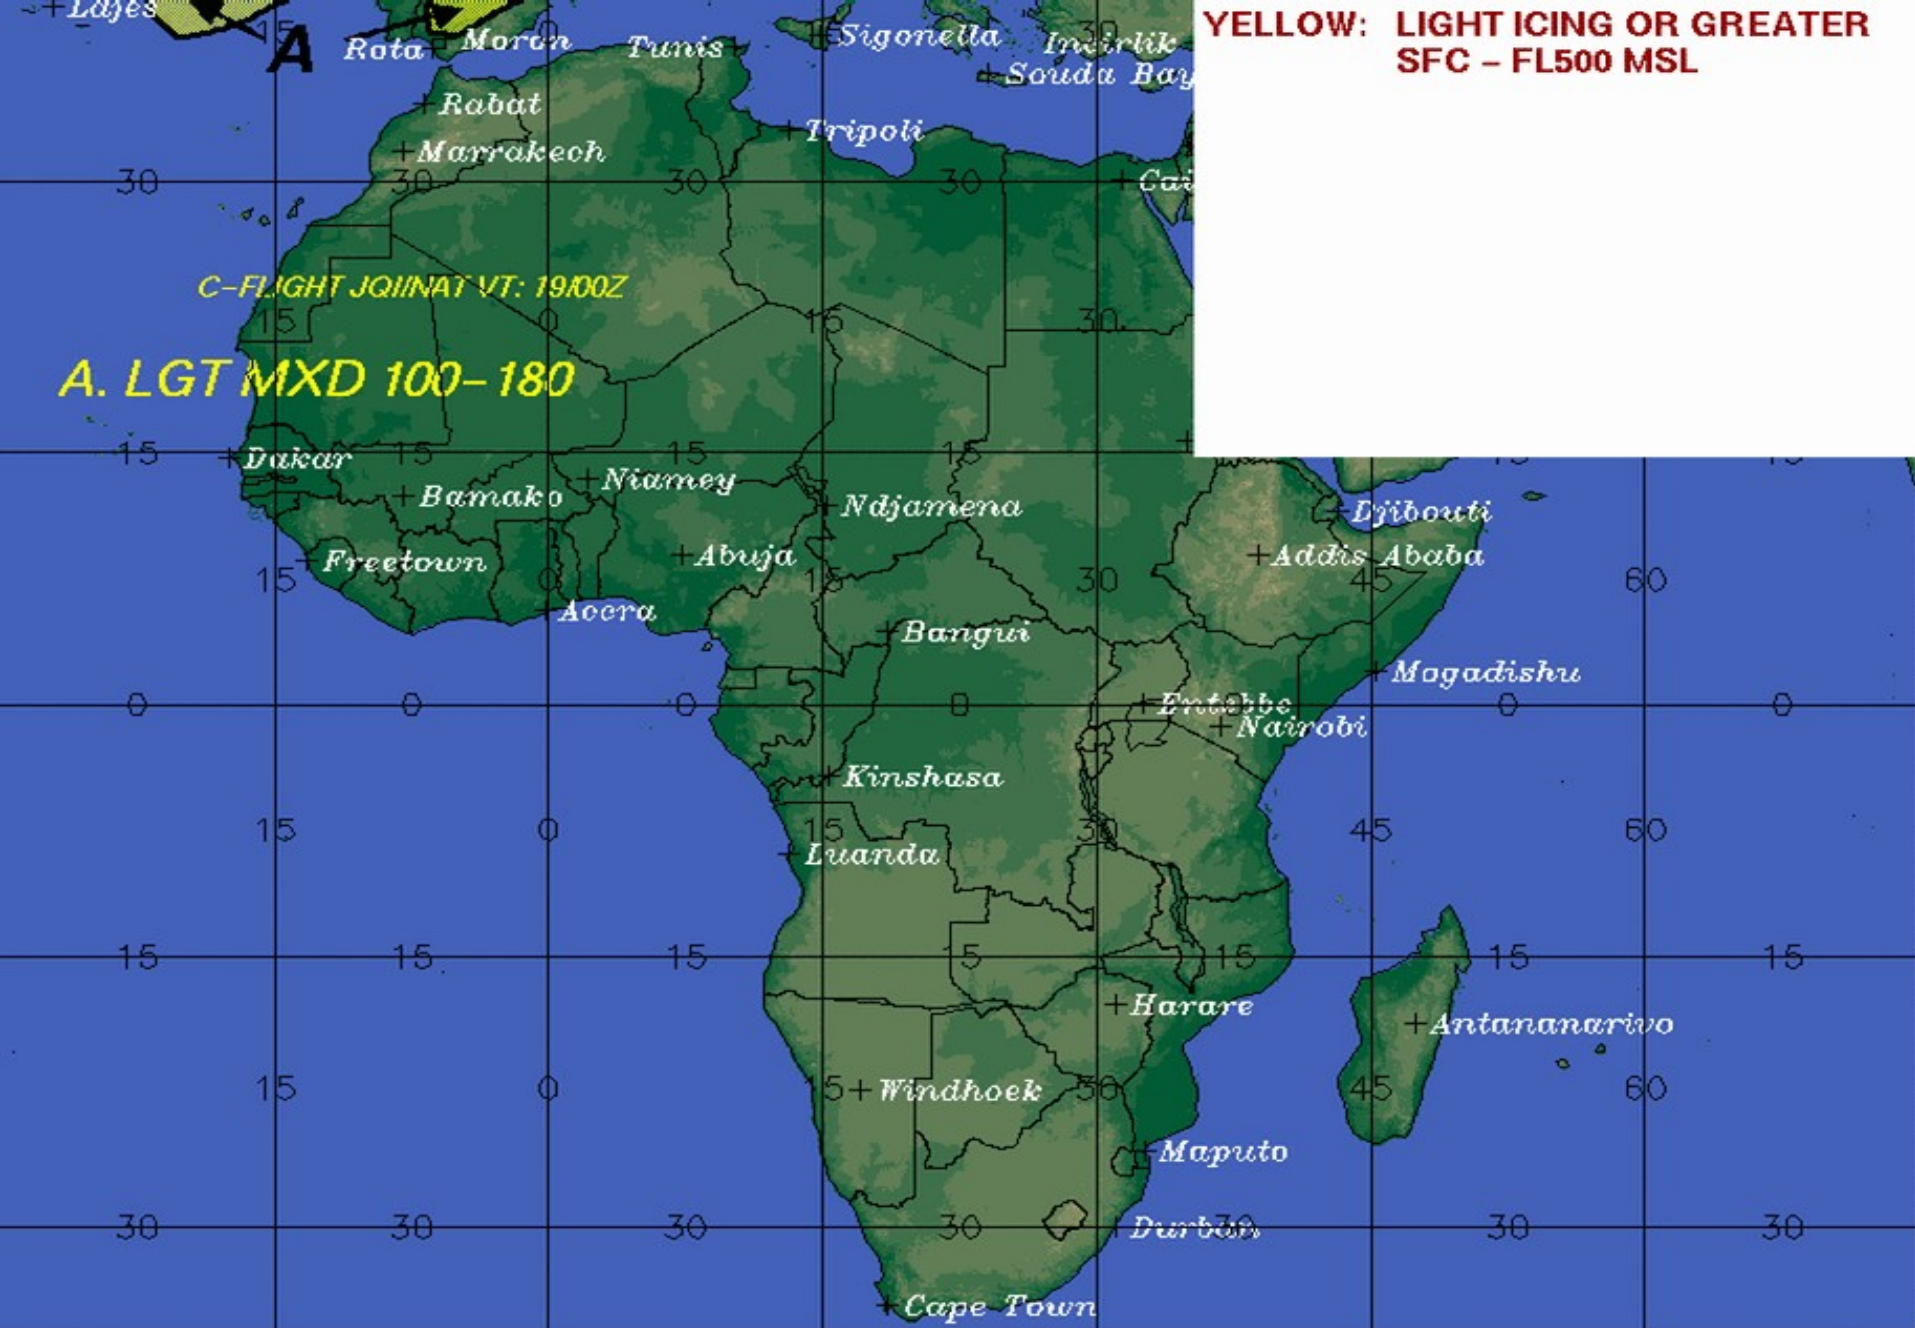 Lajes
A
Rota
Moron
Tunis
Sigonella
Incirlik
Souda Bay
YELLOW: LIGHT ICING OR GREATER
SFC - FL500 MSL
Rabat
Tripoli
Marrakech
30 30 30 30
Cai
C-FLIGHT JQI/NAT VT: 19/00Z
15 0 15 30
A. LGT MXD 100-180
15 15 15 15
Dakar
Niamey
Bamako
Ndjamena
Djibouti
Freetown
Abuja
Addis Ababa
15 0 15 30 45 60
Accra
Bangui
Mogadishu
0 0 0 0 0 0
Entebbe
Nairobi
Kinshasa
15 0 15 30 45 60
Luanda
15 15 15 15 15 15 15
Harare
Antananarivo
15 0 15 30 45 60
Windhoek
Maputo
30 30 30 30 30 30 30
Durban
Cape Town